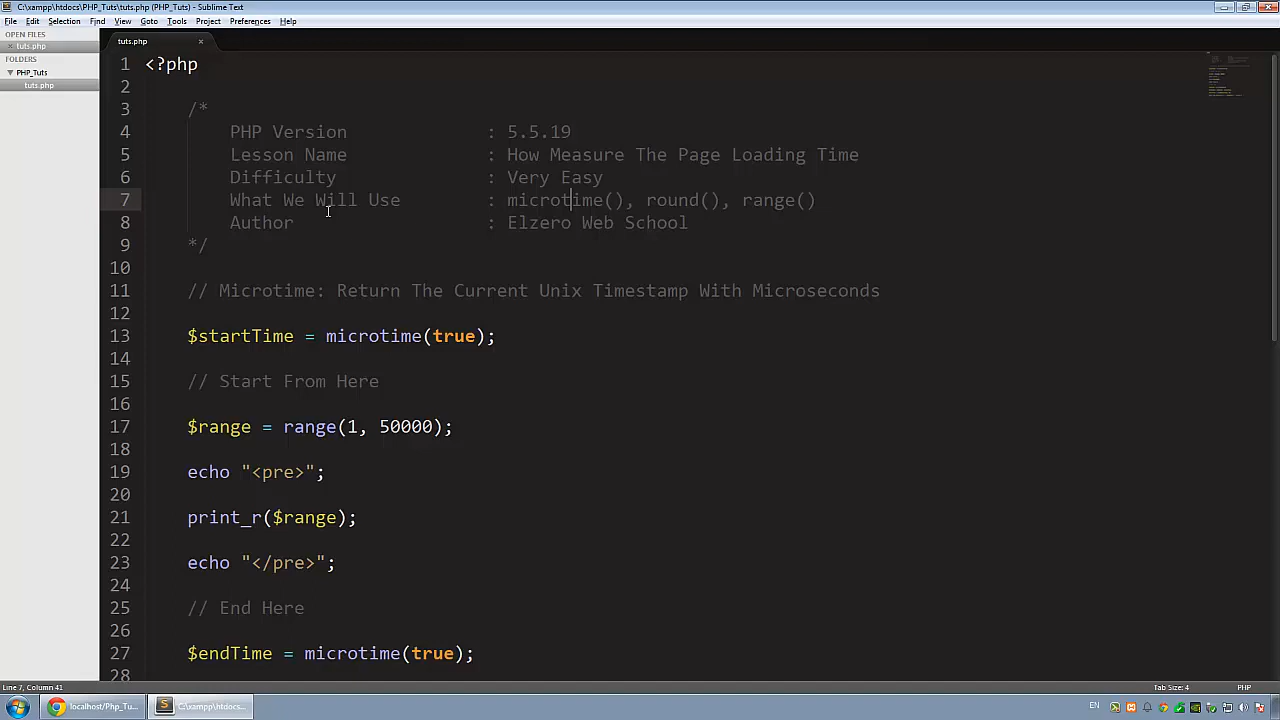 C:\xampp\htdocs\PHP_Tuts\tuts.php (PHP_Tuts) - Sublime Text
File Edit Selection Find View Goto Tools Project Preferences Help
OPEN FILES
× tuts.php
FOLDERS
PHP_Tuts
tuts.php
tuts.php ×
1 <?php
2
3 /*
4 PHP Version : 5.5.19
5 Lesson Name : How Measure The Page Loading Time
6 Difficulty : Very Easy
7 What We Will Use : microtime(), round(), range()
8 Author : Elzero Web School
9 */
10
11 // Microtime: Return The Current Unix Timestamp With Microseconds
12
13 $startTime = microtime(true);
14
15 // Start From Here
16
17 $range = range(1, 50000);
18
19 echo "<pre>";
20
21 print_r($range);
22
23 echo "</pre>";
24
25 // End Here
26
27 $endTime = microtime(true);
28
Line 7, Column 41 Tab Size: 4 PHP
localhost/Php_Tu... C:\xampp\htdocs... EN